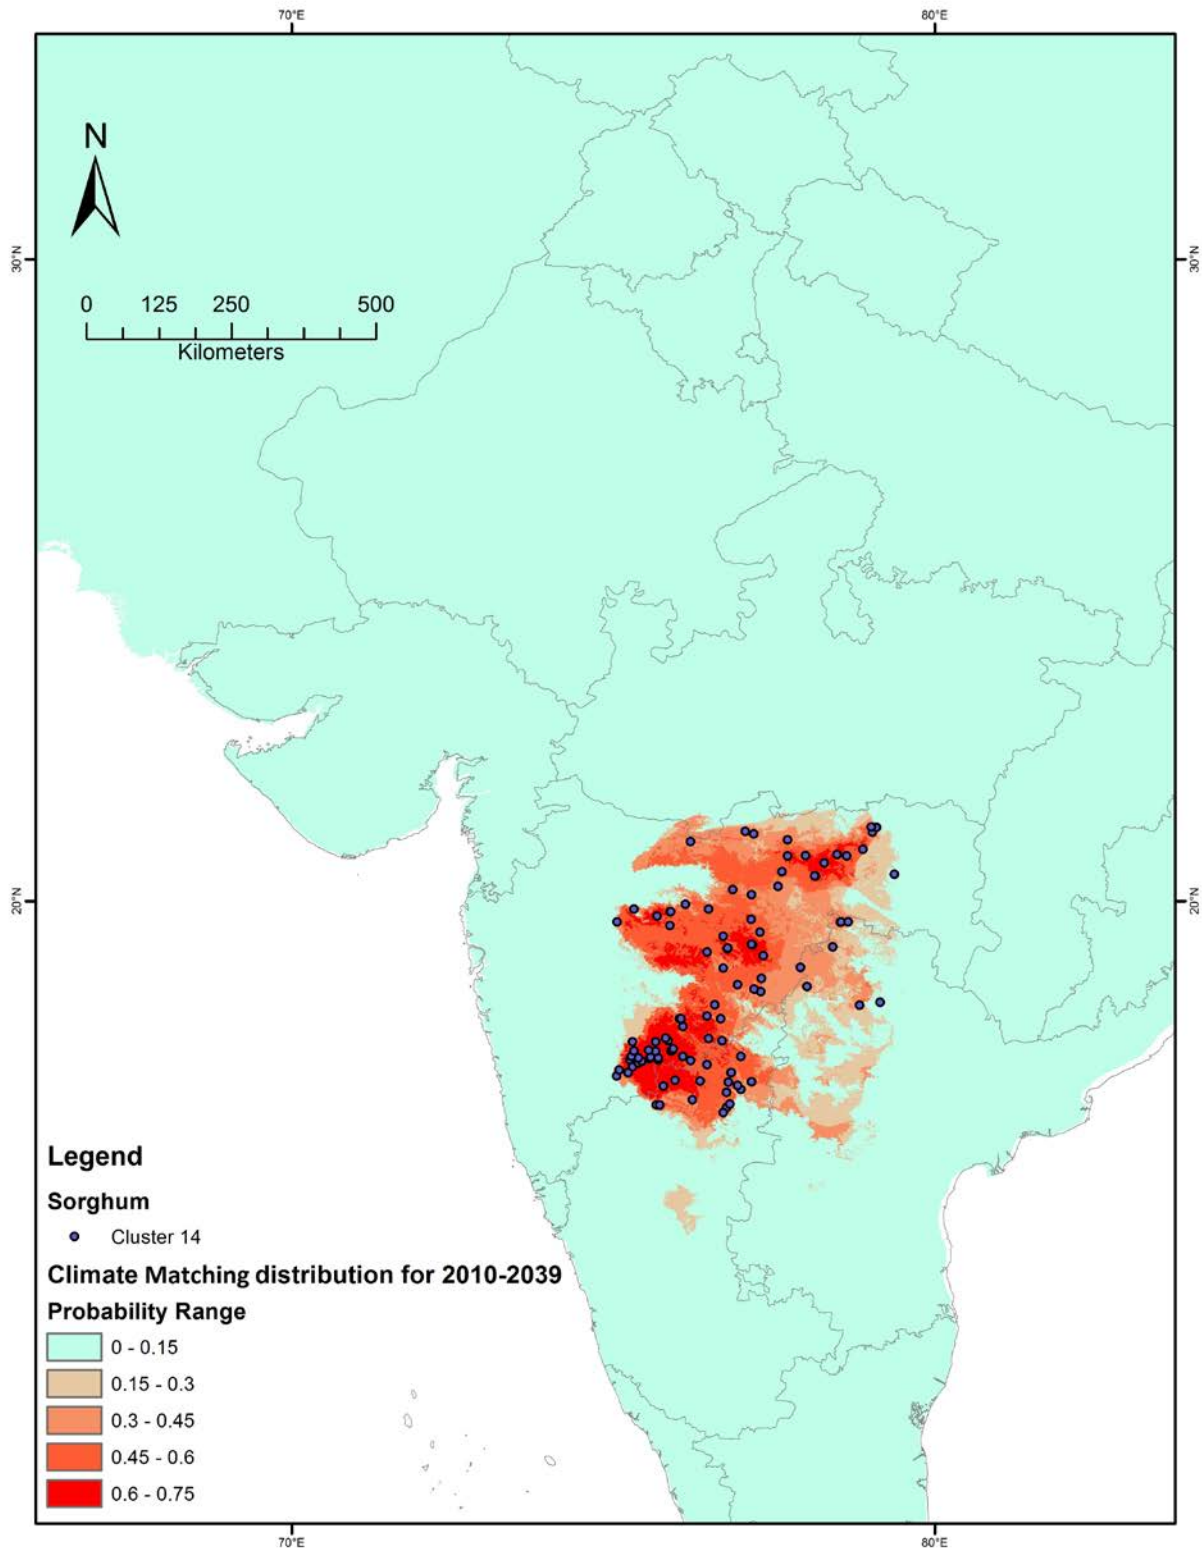 70°E 80°E
N
30°N 30°N
0 125 250 500
Kilometers
20°N 20°N
Legend
Sorghum
Cluster 14
Climate Matching distribution for 2010-2039
Probability Range
0 - 0.15
0.15 - 0.3
0.3 - 0.45
0.45 - 0.6
0.6 - 0.75
70°E 80°E